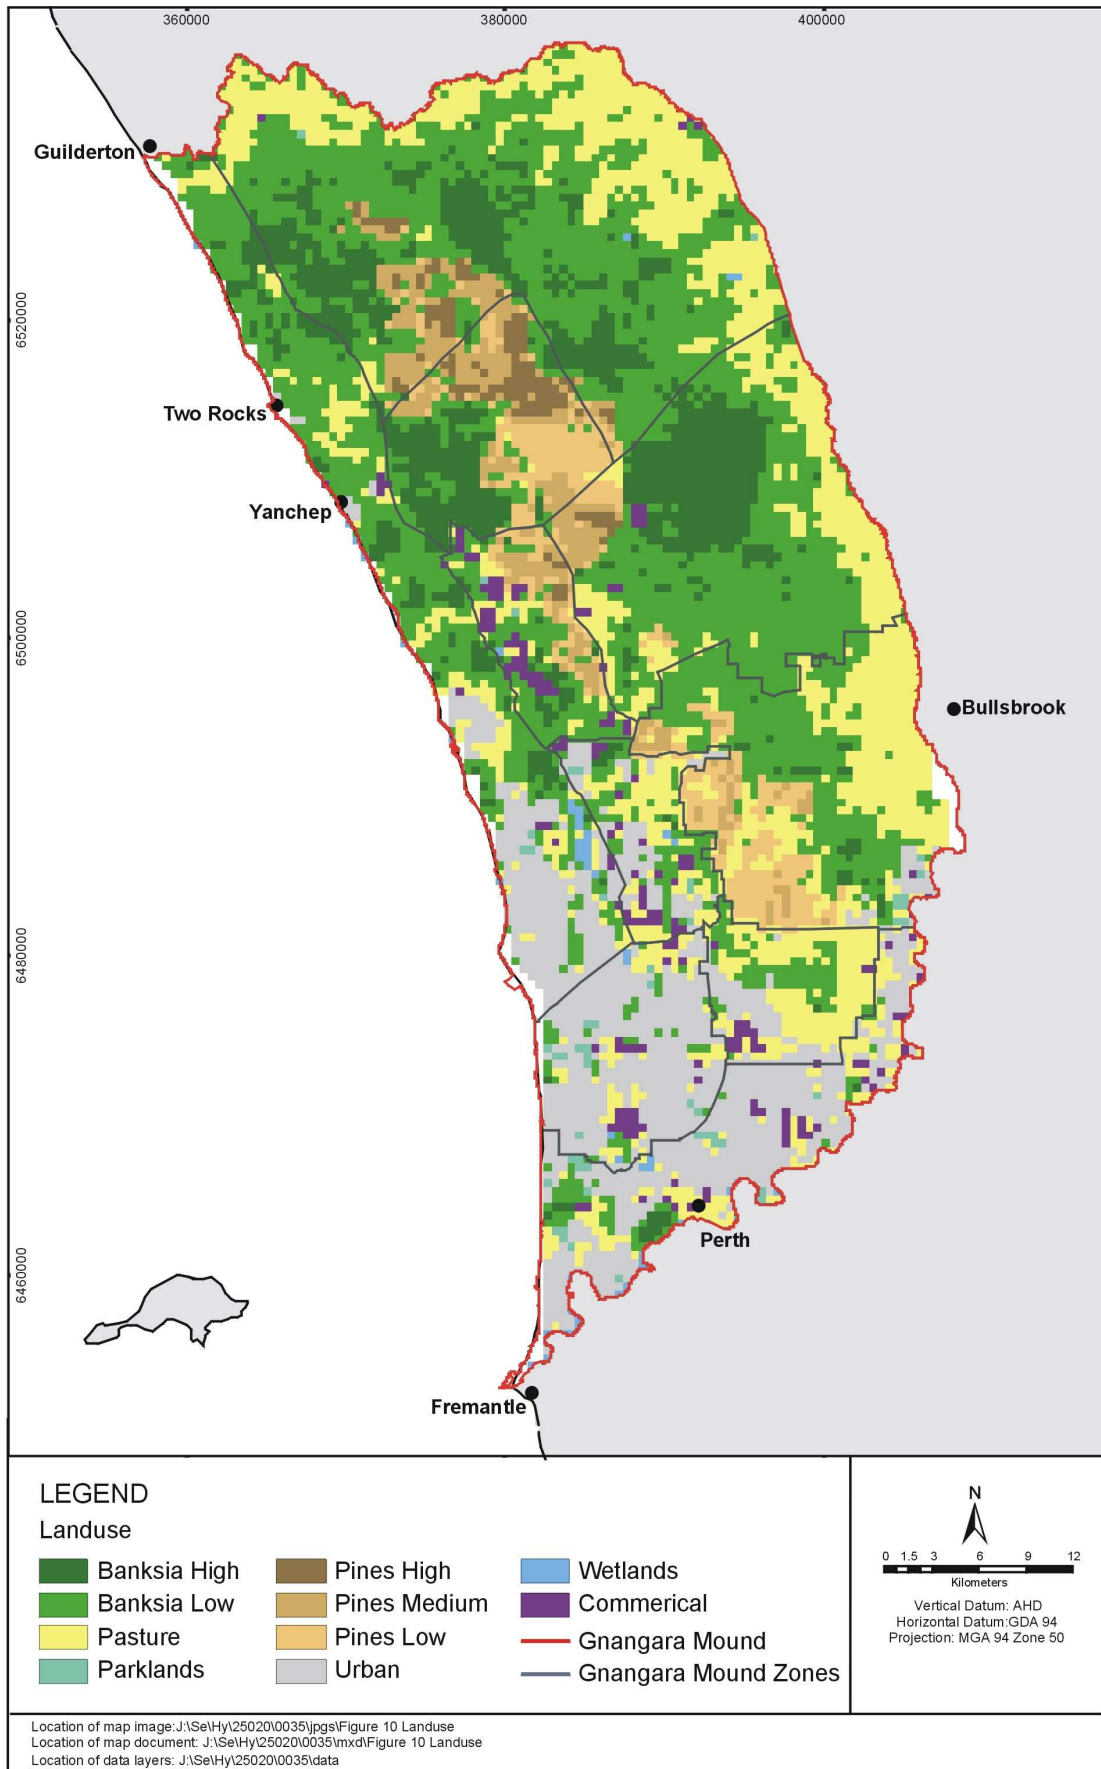 360000 380000 400000
Guilderton
6520000
Two Rocks
Yanchep
6500000
Bullsbrook
6480000
Perth
6460000
Fremantle
LEGEND
Landuse
Banksia High
Banksia Low
Pasture
Parklands
Pines High
Pines Medium
Pines Low
Urban
Wetlands
Commerical
Gnangara Mound
Gnangara Mound Zones
N
0 1.5 3 6 9 12
Kilometers
Vertical Datum: AHD
Horizontal Datum:GDA 94
Projection: MGA 94 Zone 50
Location of map image:J:\Se\Hy\25020\0035\jpgs\Figure 10 Landuse
Location of map document: J:\Se\Hy\25020\0035\mxd\Figure 10 Landuse
Location of data layers: J:\Se\Hy\25020\0035\data